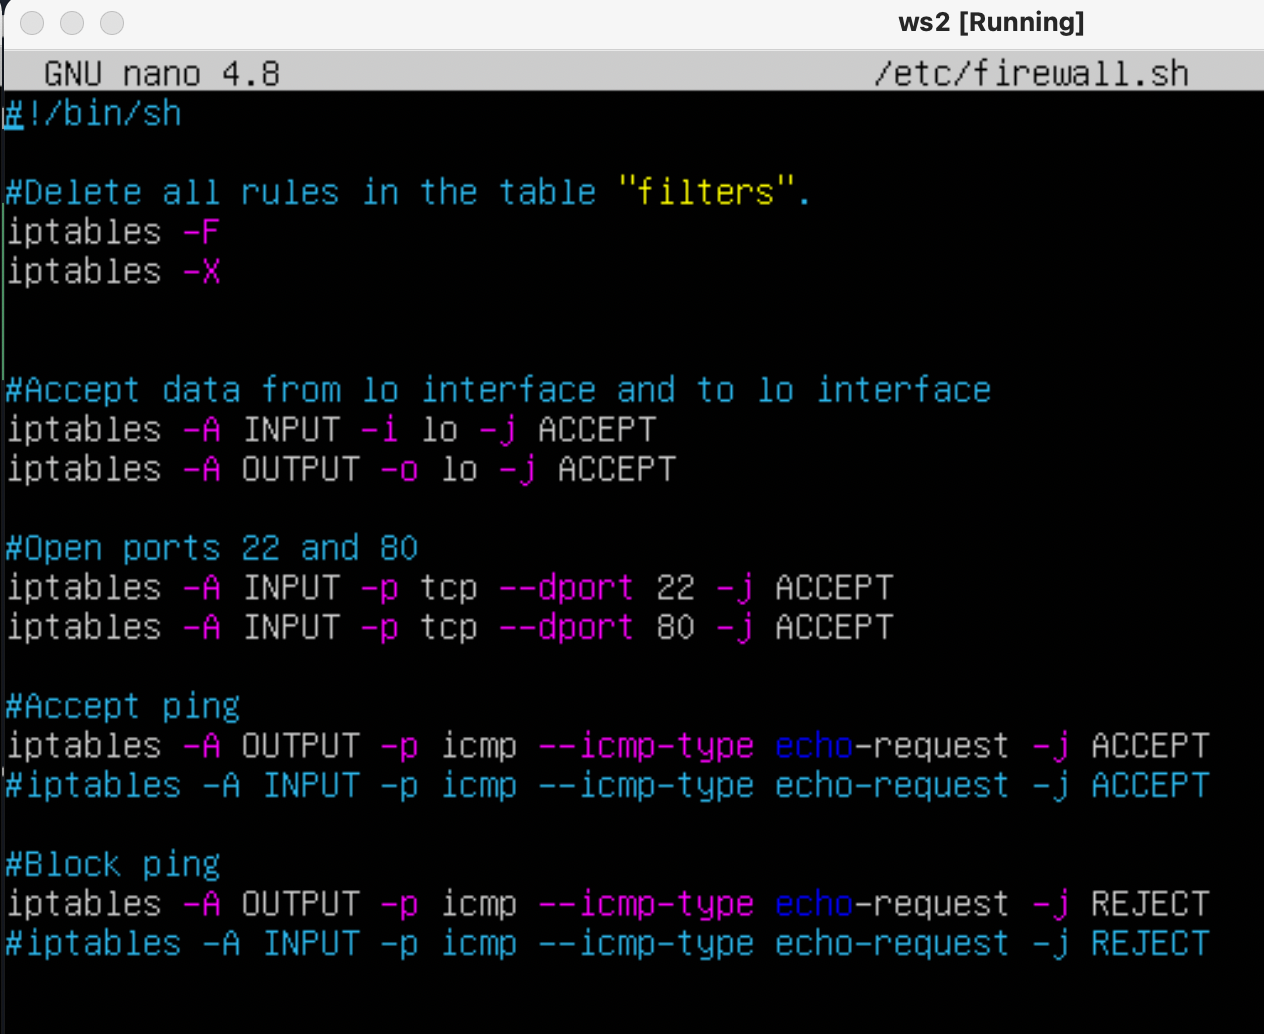 ws2 [Running]
GNU nano 4.8 /etc/firewall.sh
#!/bin/sh
#Delete all rules in the table "filters".
iptables -F
iptables -X
#Accept data from lo interface and to lo interface
iptables -A INPUT -i lo -j ACCEPT
iptables -A OUTPUT -o lo -j ACCEPT
#Open ports 22 and 80
iptables -A INPUT -p tcp --dport 22 -j ACCEPT
iptables -A INPUT -p tcp --dport 80 -j ACCEPT
#Accept ping
iptables -A OUTPUT -p icmp --icmp-type echo-request -j ACCEPT
#iptables -A INPUT -p icmp --icmp-type echo-request -j ACCEPT
#Block ping
iptables -A OUTPUT -p icmp --icmp-type echo-request -j REJECT
#iptables -A INPUT -p icmp --icmp-type echo-request -j REJECT